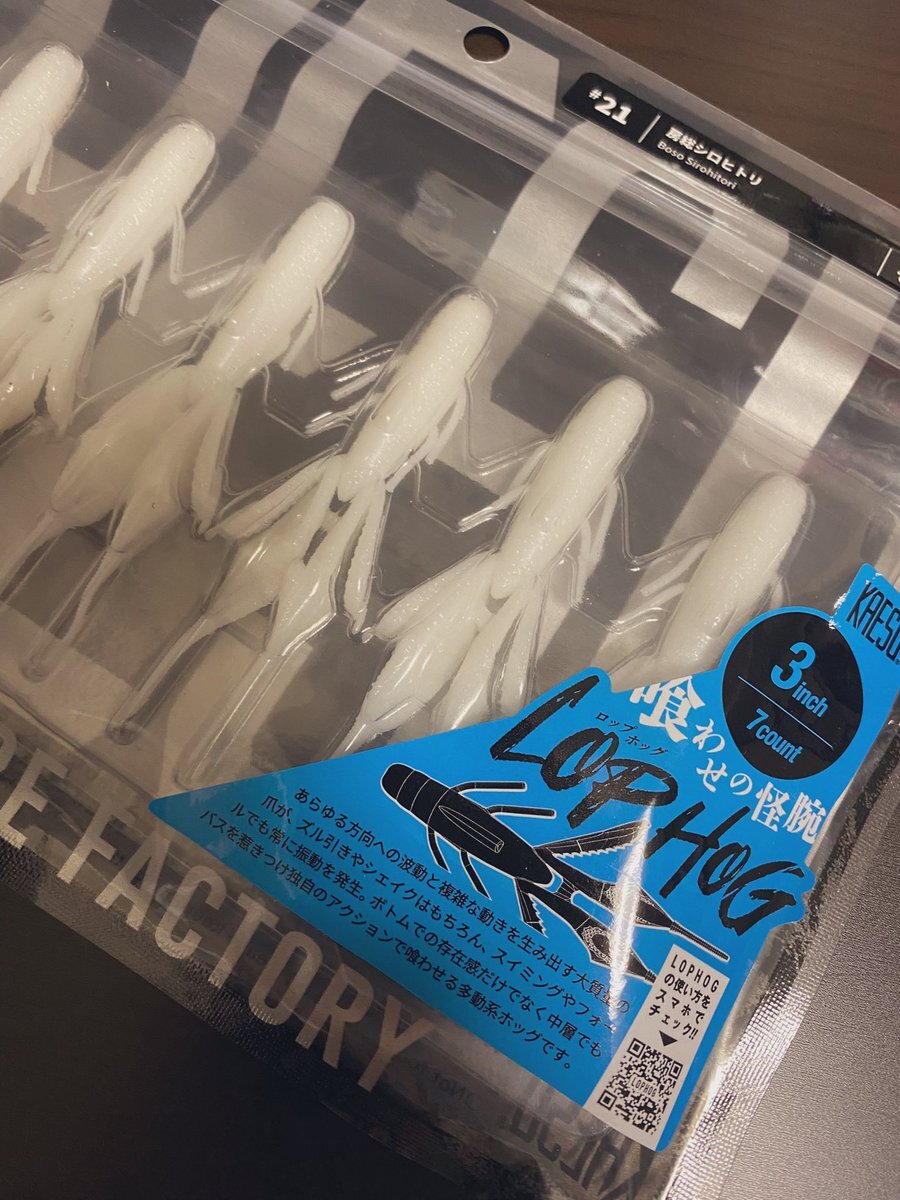 #21
房総シロヒトリ
Boso Sirohitori
KAESU
3inch
7count
喰わせの怪腕!
ロップホッグ
LOPHOG
あらゆる方向への波動と複雑な動きを生み出す大質量の
爪が、ズル引きやシェイクはもちろん、スイミングやフォー
ルでも常に振動を発生。ボトムでの存在感だけでなく中層でも
バスを惹きつけ独自のアクションで喰わせる多動系ホッグです。
LOPHOG
の使い方を
スマホで
チェック!!
LOPHOG
FACTORY